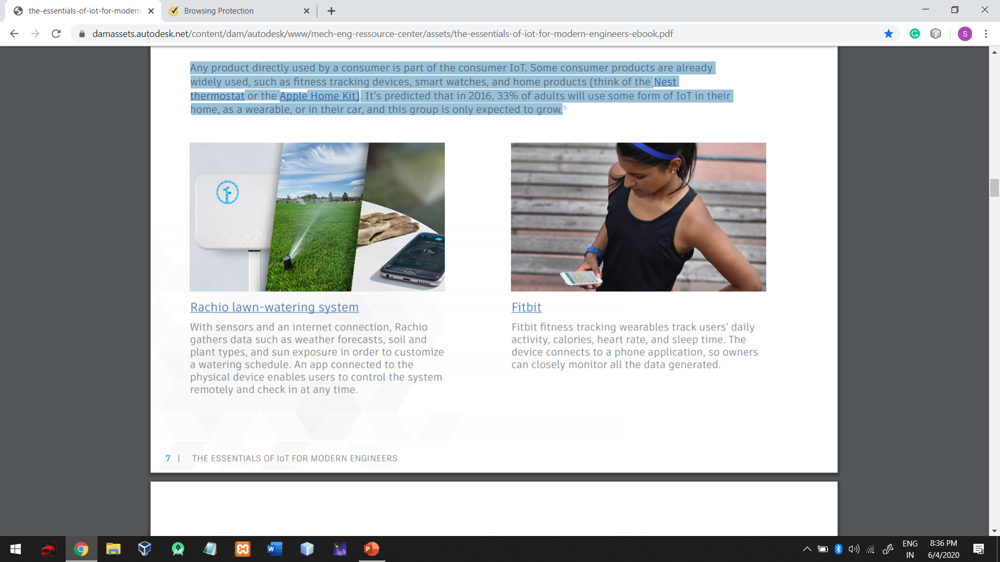 the-essentials-of-iot-for-modern
Browsing Protection
damassets.autodesk.net/content/dam/autodesk/www/mech-eng-ressource-center/assets/the-essentials-of-iot-for-modern-engineers-ebook.pdf
S
Any product directly used by a consumer is part of the consumer IoT. Some consumer products are already
widely used, such as fitness tracking devices, smart watches, and home products (think of the Nest
thermostat or the Apple Home Kit). It's predicted that in 2016, 33% of adults will use some form of IoT in their
home, as a wearable, or in their car, and this group is only expected to grow.5
Rachio lawn-watering system
With sensors and an internet connection, Rachio
gathers data such as weather forecasts, soil and
plant types, and sun exposure in order to customize
a watering schedule. An app connected to the
physical device enables users to control the system
remotely and check in at any time.
Fitbit
Fitbit fitness tracking wearables track users' daily
activity, calories, heart rate, and sleep time. The
device connects to a phone application, so owners
can closely monitor all the data generated.
7 | THE ESSENTIALS OF IoT FOR MODERN ENGINEERS
ENG
IN
8:36 PM
6/4/2020